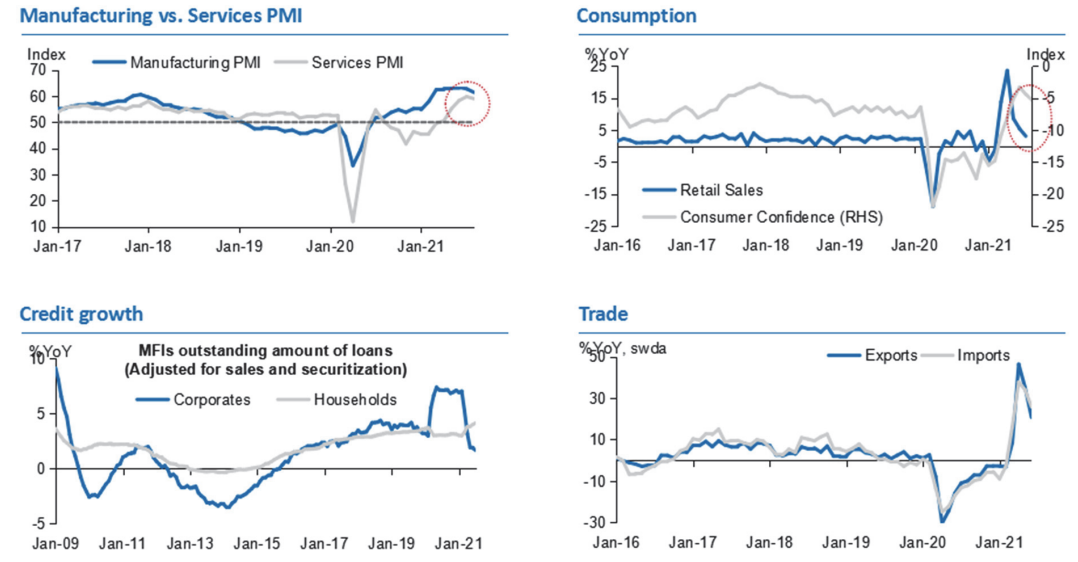 Manufacturing vs. Services PMI
Index
Manufacturing PMI
Services PMI
70
60
50
40
30
20
10
Jan-17
Jan-18
Jan-19
Jan-20
Jan-21
Consumption
%YoY
Index
25
15
5
-5
-15
-25
0
-5
-10
-15
-20
-25
Retail Sales
Consumer Confidence (RHS)
Jan-16
Jan-17
Jan-18
Jan-19
Jan-20
Jan-21
Credit growth
%YoY
MFIs outstanding amount of loans
(Adjusted for sales and securitization)
Corporates
Households
10
5
0
-5
Jan-09
Jan-11
Jan-13
Jan-15
Jan-17
Jan-19
Jan-21
Trade
%YoY, swda
Exports
Imports
50
30
10
-10
-30
Jan-16
Jan-17
Jan-18
Jan-19
Jan-20
Jan-21